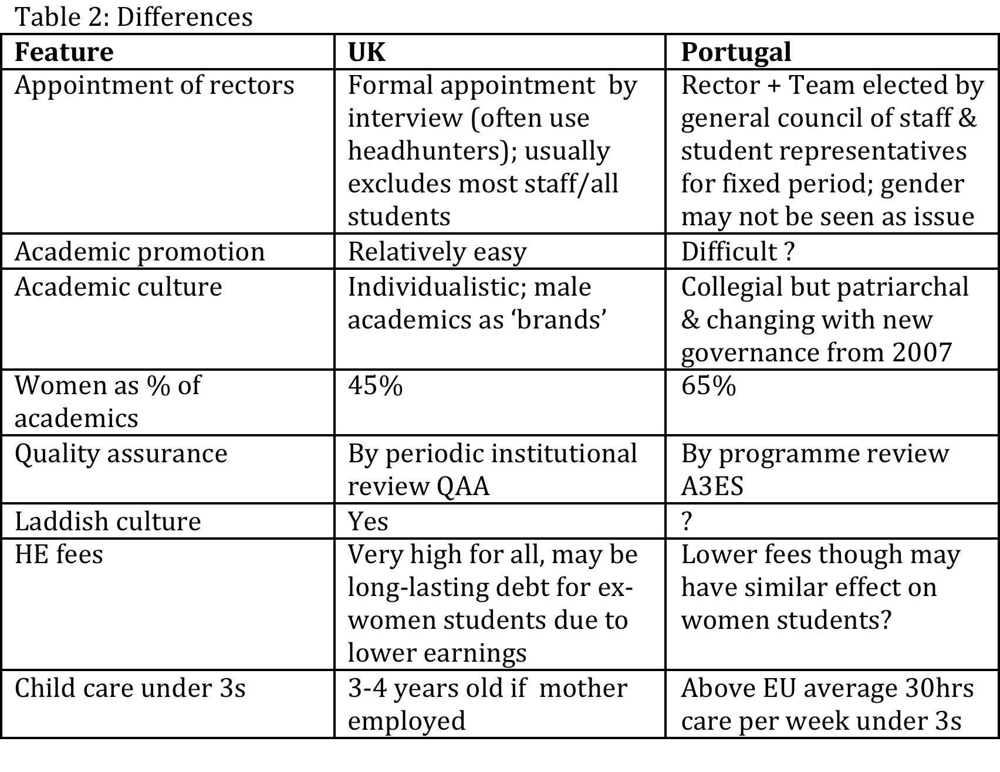 Table 2: Differences
Feature
UK
Portugal
Appointment of rectors
Formal appointment  by
interview (often use
headhunters); usually
excludes most staff/all
students
Rector + Team elected by
general council of staff &
student representatives
for fixed period; gender
may not be seen as issue
Academic promotion
Relatively easy
Difficult ?
Academic culture
Individualistic; male
academics as ‘brands’
Collegial but patriarchal
& changing with new
governance from 2007
Women as % of
academics
45%
65%
Quality assurance
By periodic institutional
review QAA
By programme review
A3ES
Laddish culture
Yes
?
HE fees
Very high for all, may be
long-lasting debt for ex-
women students due to
lower earnings
Lower fees though may
have similar effect on
women students?
Child care under 3s
3-4 years old if  mother
employed
Above EU average 30hrs
care per week under 3s